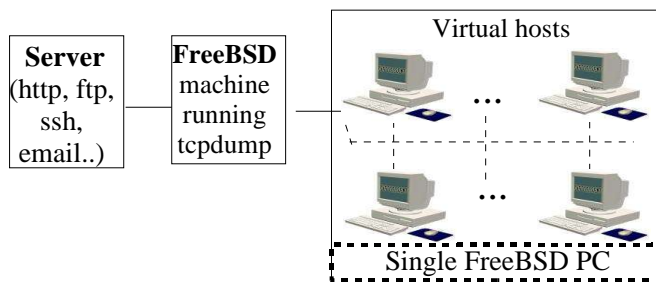 Server
(http, ftp,
ssh,
email..)
FreeBSD
machine
running
tcpdump
Virtual hosts
...
...
Single FreeBSD PC